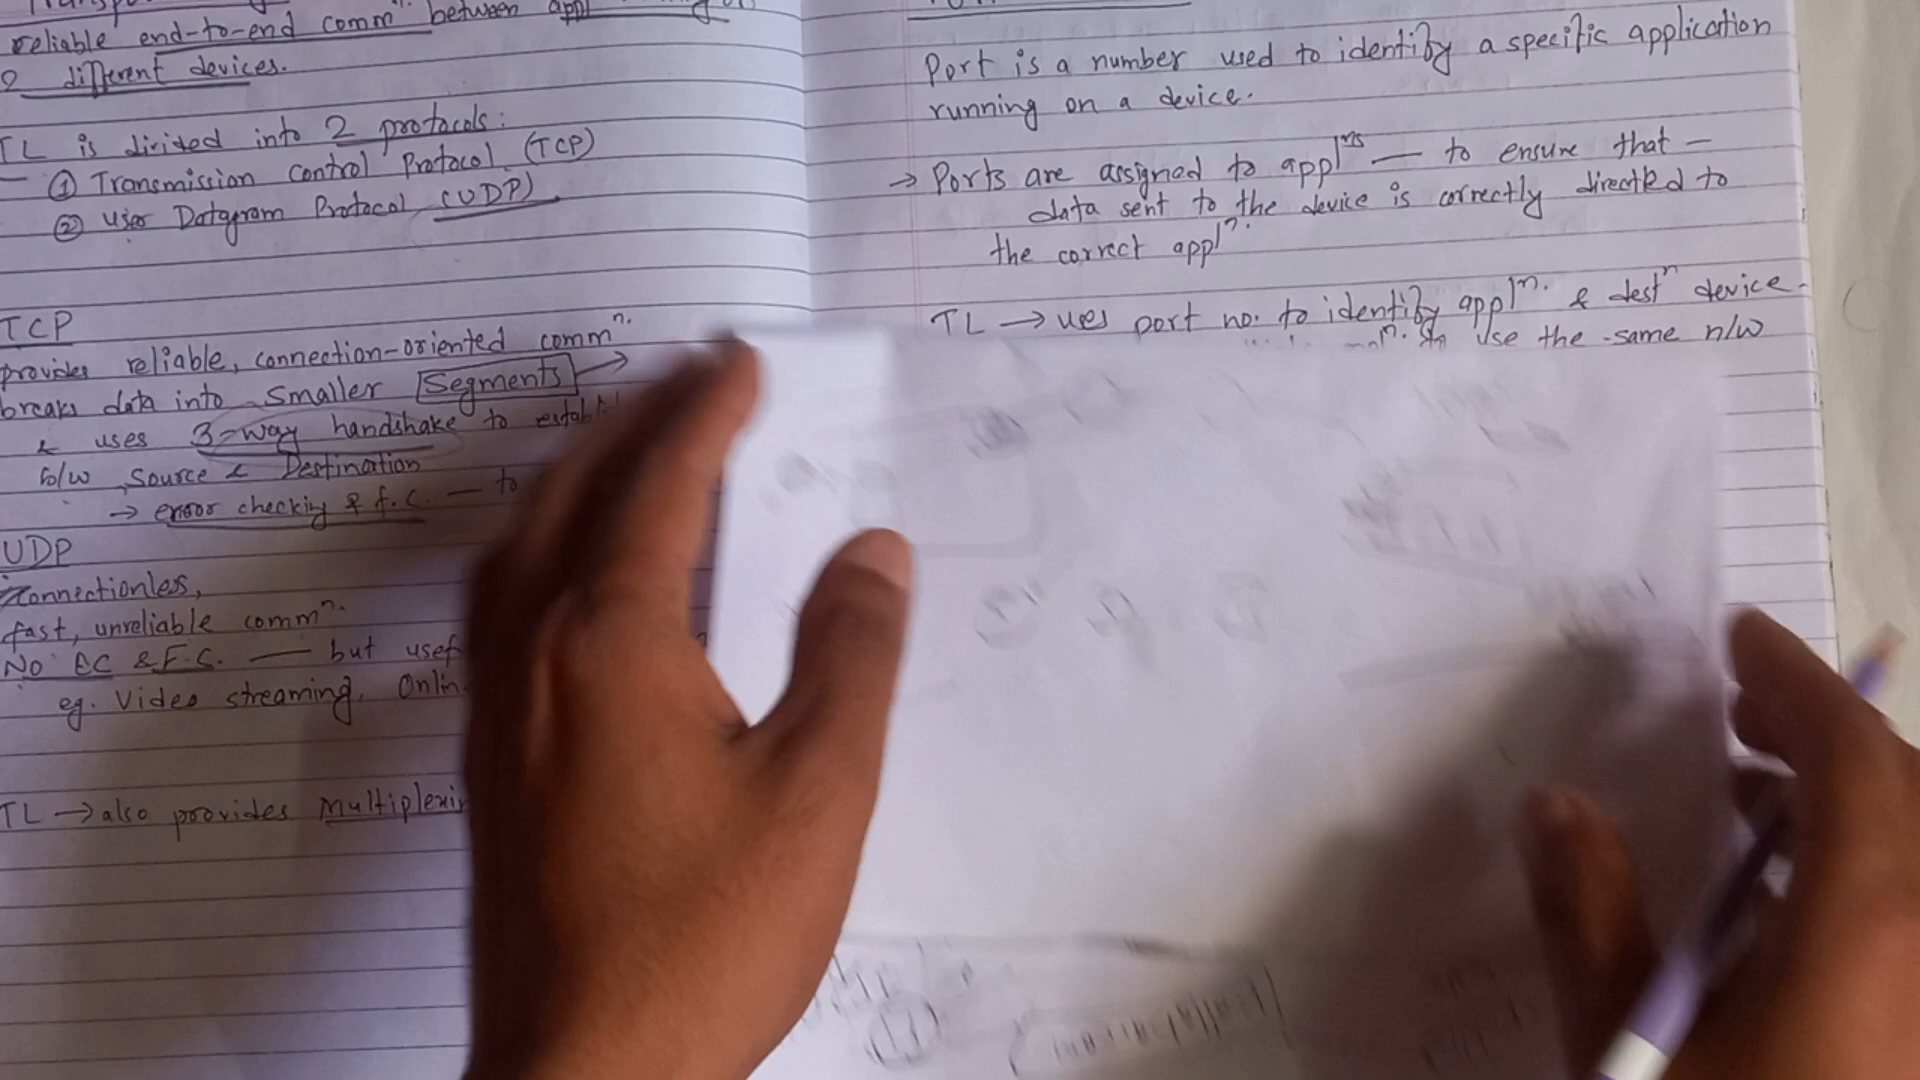 reliable end-to-end commⁿ. between applⁿ
2 different devices.
TL is divided into 2 protocols:
① Transmission Control Protocol (TCP)
② User Datagram Protocol (UDP)
TCP
provides reliable, connection-oriented commⁿ.
breaks data into smaller Segments →
& uses 3-way handshake to
b/w Source & Destination
→ error checking & f.c. — to
UDP
Connectionless,
fast, unreliable commⁿ.
No EC & F.C. — but
eg. Video streaming,
TL → also provides
Port is a number used to identify a specific application
running on a device.
→ Ports are assigned to applⁿˢ — to ensure that —
data sent to the device is correctly directed to
the correct applⁿ.
TL → ues port no. to identify applⁿ. & destⁿ device.
use the same n/w